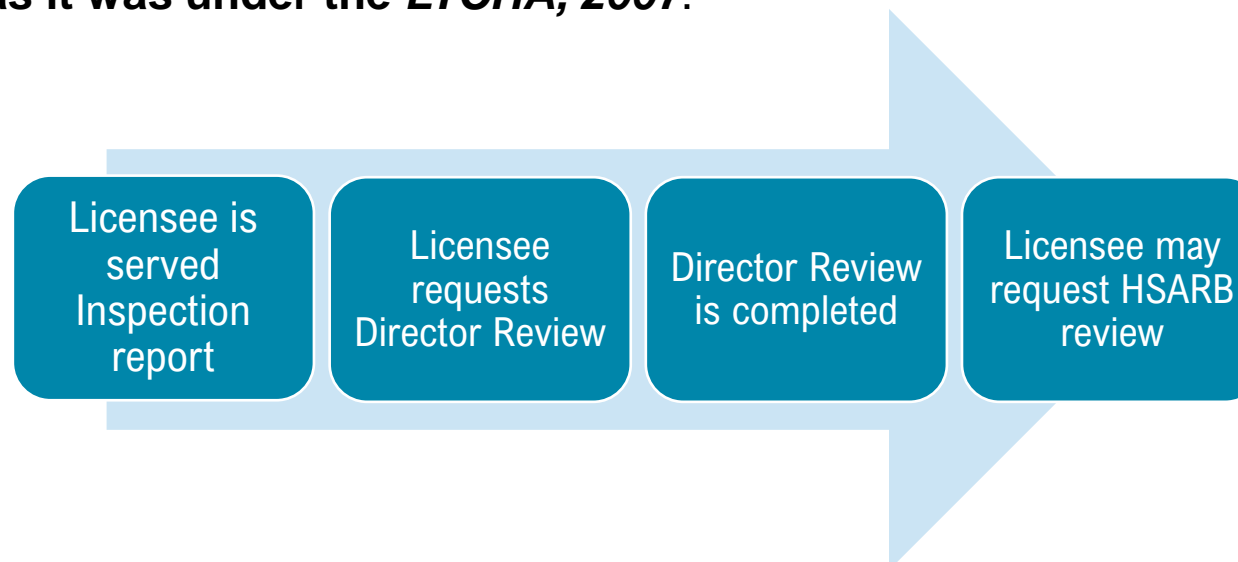 as it was under the LTCHA, 2007.
Licensee is
served
Inspection
report
Licensee
requests
Director Review
Director Review
is completed
Licensee may
request HSARB
review